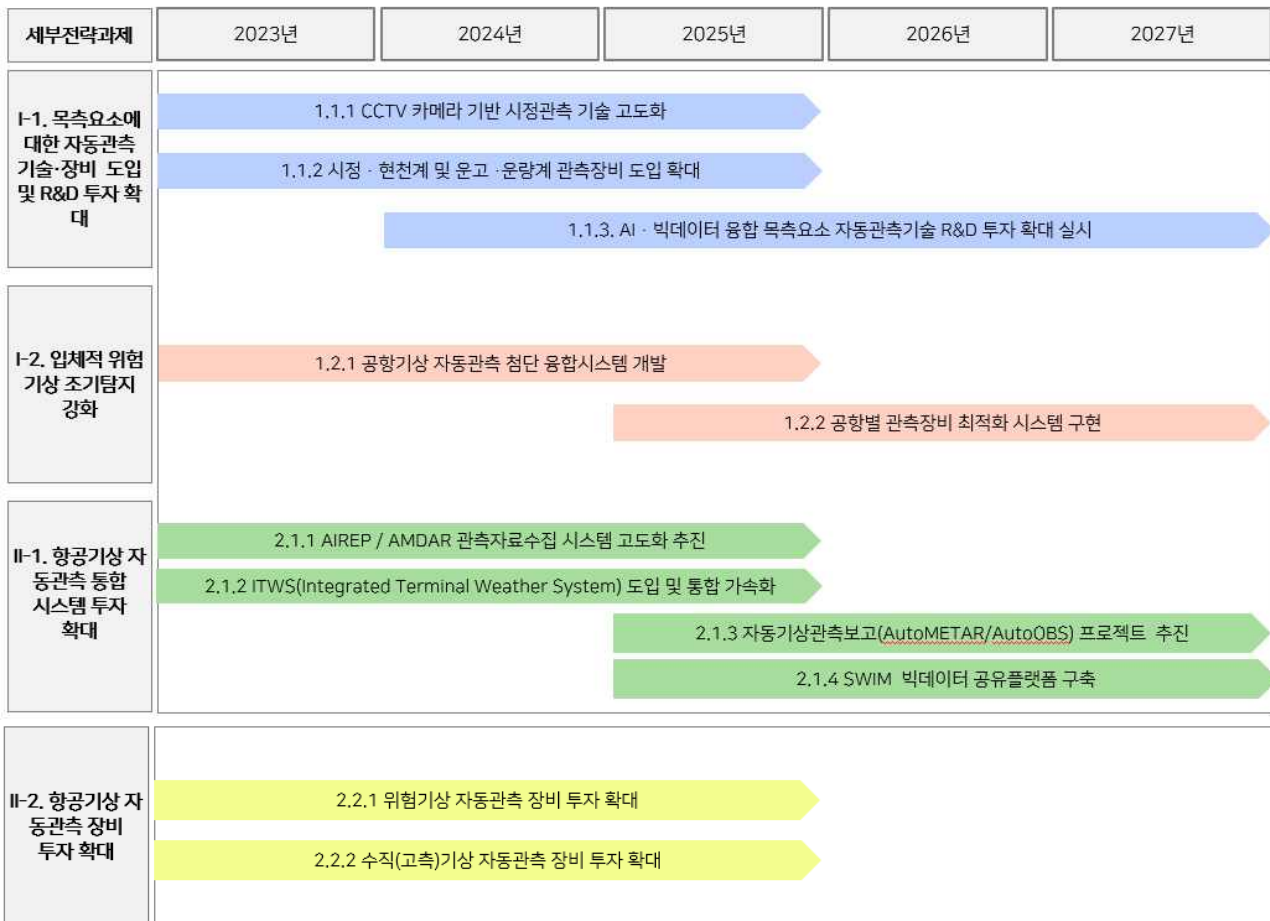 세부전략과제
2023년
2024년
2025년
2026년
2027년
I-1. 목측요소에
대한 자동관측
기술·장비 도입
및 R&D 투자 확
대
1.1.1 CCTV 카메라 기반 시정관측 기술 고도화
1.1.2 시정 · 현천계 및 운고 ·운량계 관측장비 도입 확대
1.1.3. AI · 빅데이터 융합 목측요소 자동관측기술 R&D 투자 확대 실시
I-2. 입체적 위험
기상 조기탐지
강화
1.2.1 공항기상 자동관측 첨단 융합시스템 개발
1.2.2 공항별 관측장비 최적화 시스템 구현
II-1. 항공기상 자
동관측 통합
시스템 투자
확대
2.1.1 AIREP / AMDAR 관측자료수집 시스템 고도화 추진
2.1.2 ITWS(Integrated Terminal Weather System) 도입 및 통합 가속화
2.1.3 자동기상관측보고(AutoMETAR/AutoOBS) 프로젝트 추진
2.1.4 SWIM 빅데이터 공유플랫폼 구축
II-2. 항공기상 자
동관측 장비
투자 확대
2.2.1 위험기상 자동관측 장비 투자 확대
2.2.2 수직(고측)기상 자동관측 장비 투자 확대